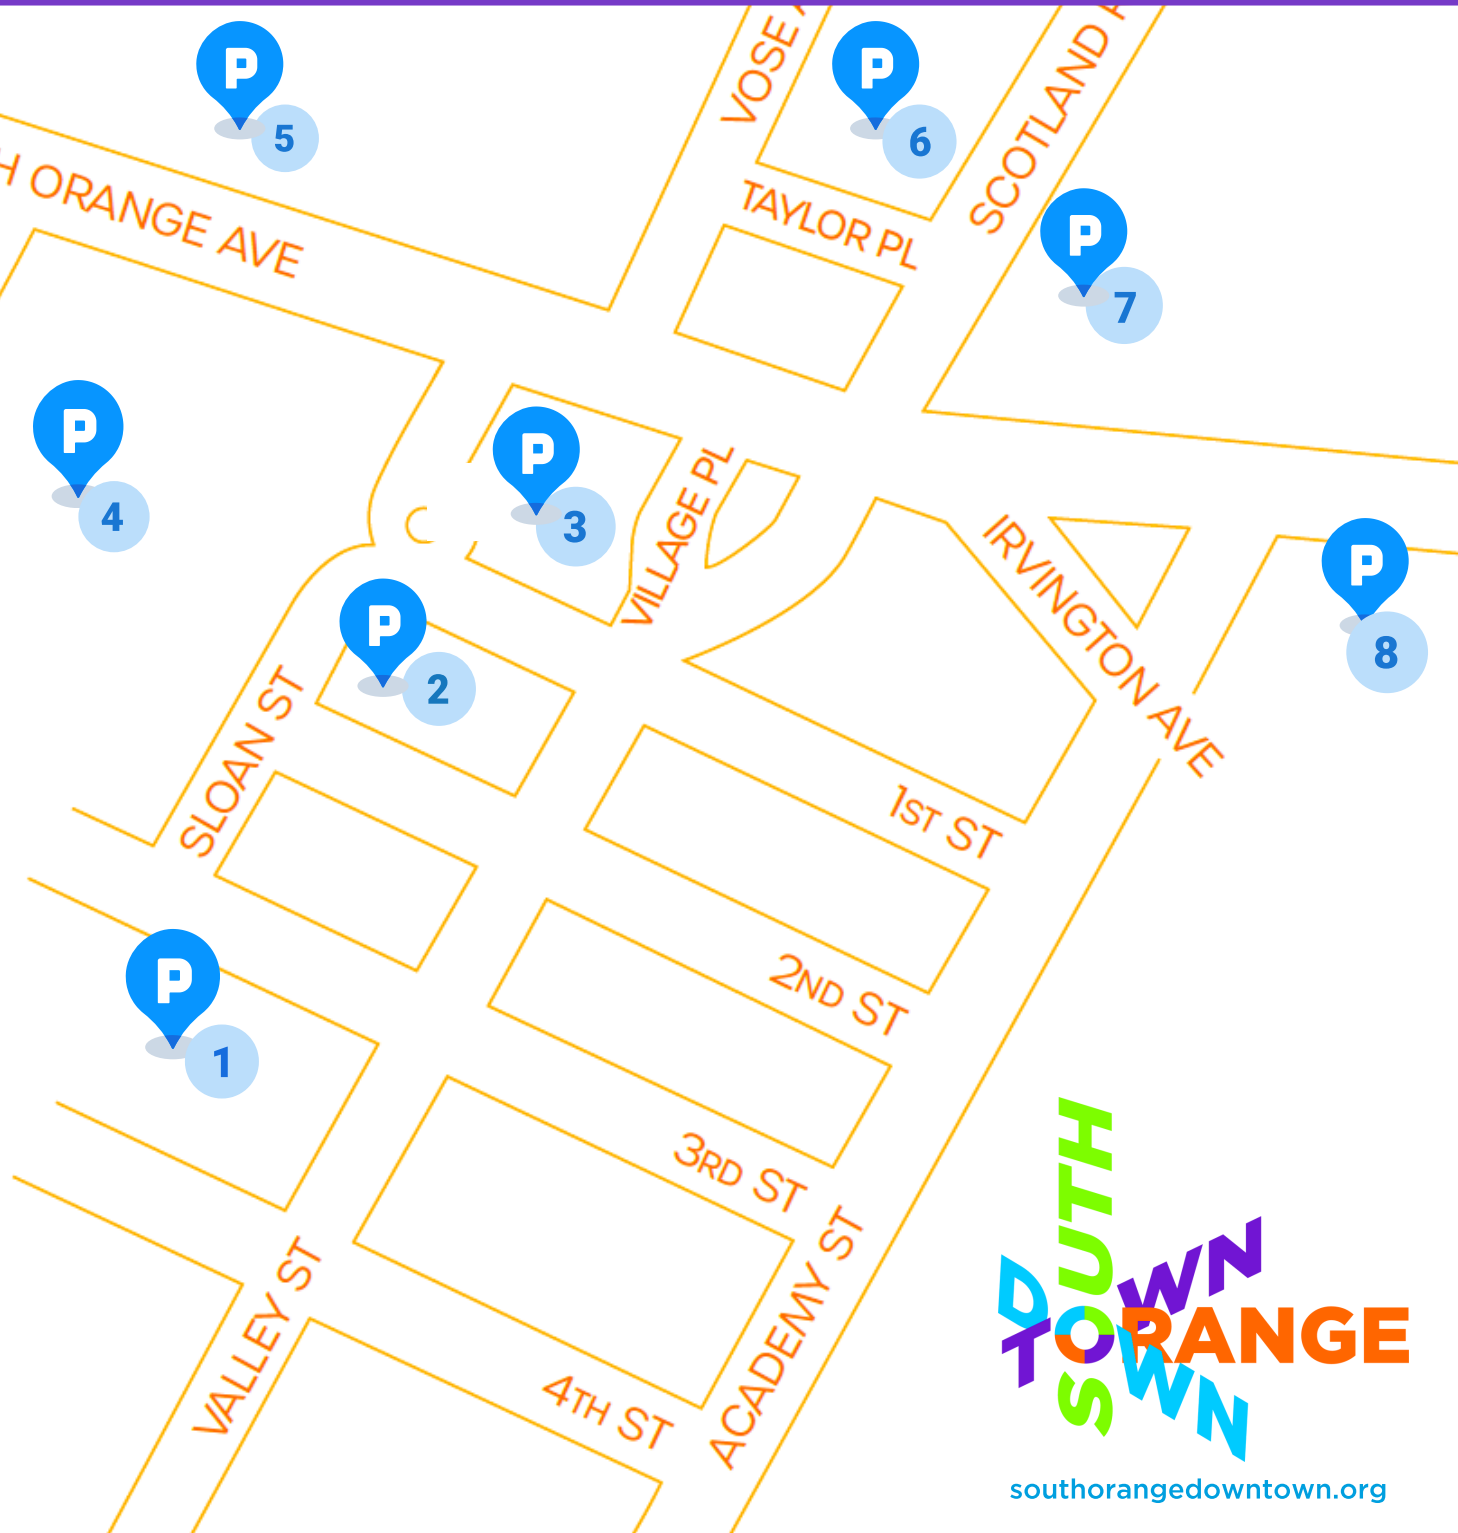 VOSE
SCOTLAND
P
5
P
6
H ORANGE AVE
TAYLOR PL
P
7
P
4
P
3
VILLAGE PL
IRVINGTON AVE
P
8
P
2
SLOAN ST
1ST ST
P
1
2ND ST
3RD ST
ACADEMY ST
VALLEY ST
4TH ST
SOUTH
ORANGE
DOWN
TOWN
southorangedowntown.org